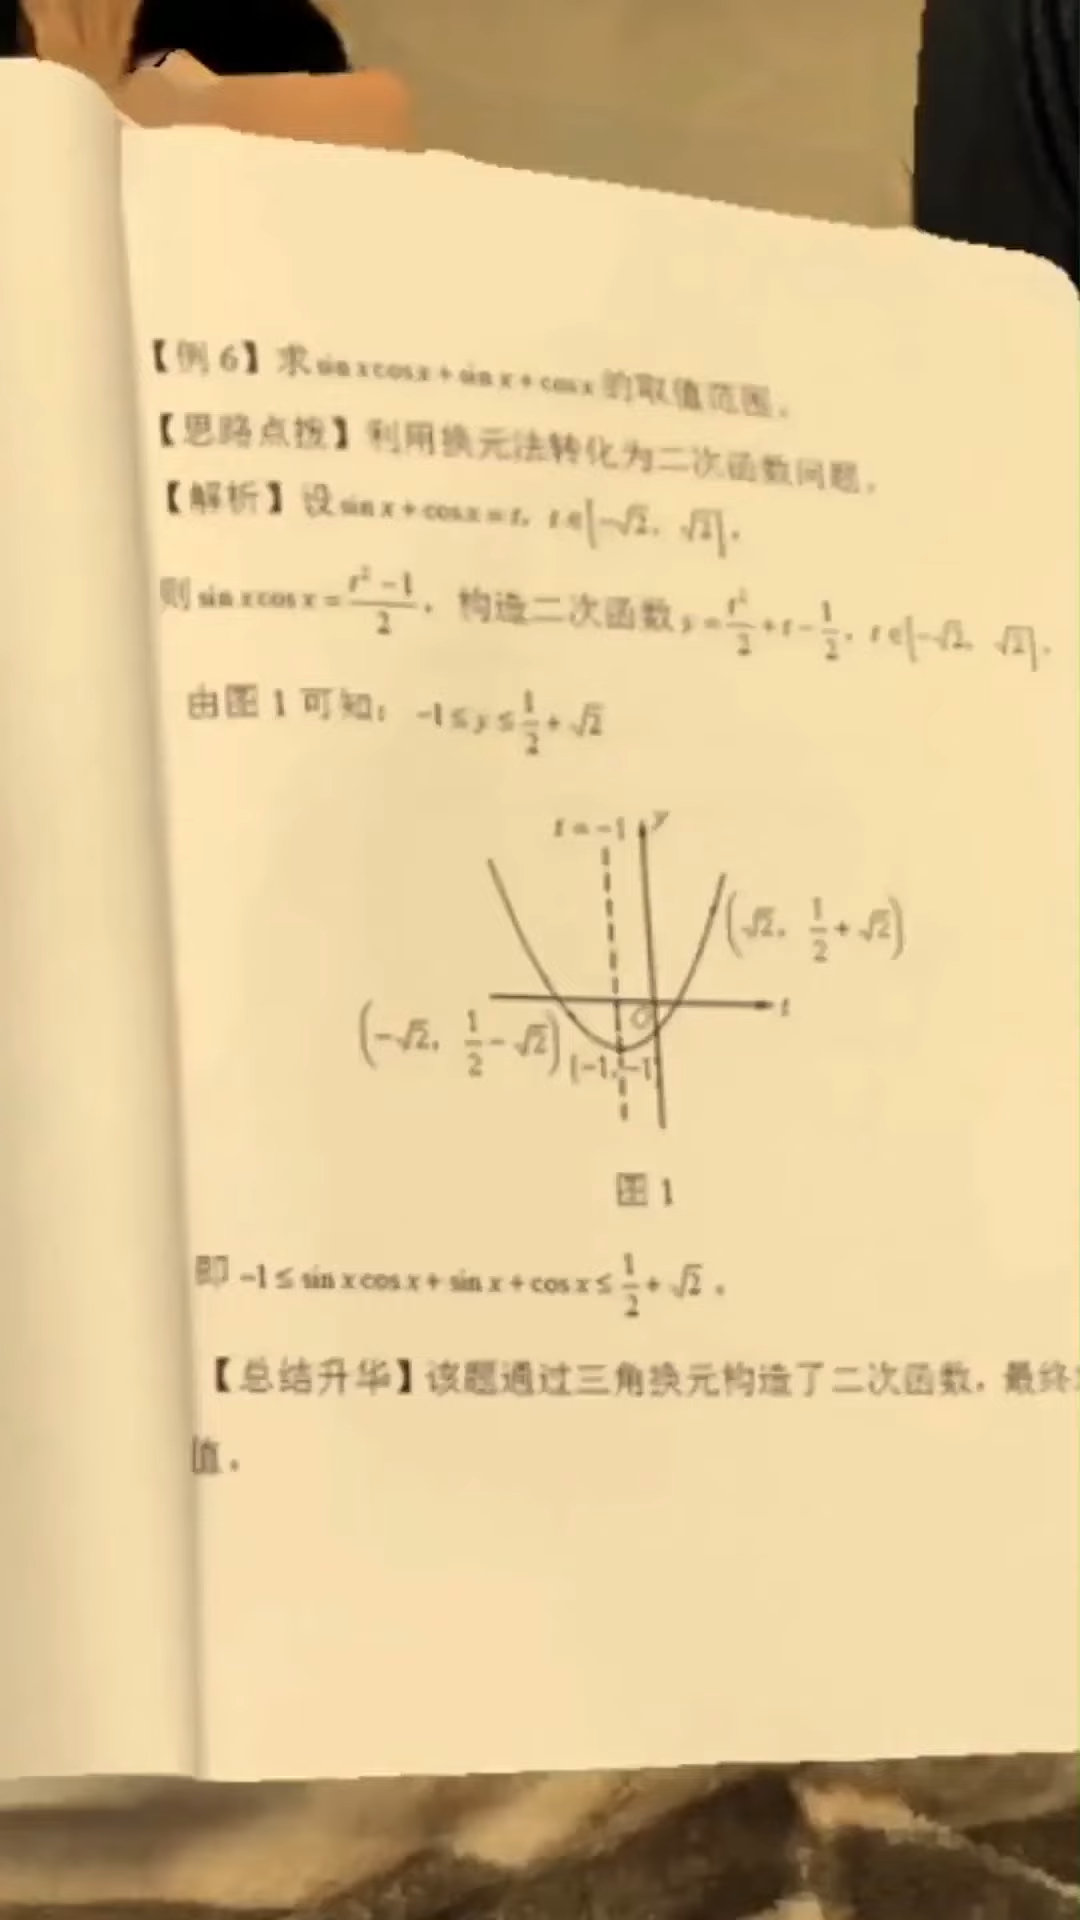 【例 6】求 sin x cos x + sin x + cos x 的取值范围。
【思路点拨】利用换元法转化为二次函数问题。
【解析】设 sin x + cos x = t, t ∈ [-√2, √2]。
则 sin x cos x = (t² - 1)/2, 构造二次函数 y = t²/2 + t - 1/2, t ∈ [-√2, √2]。
由图 1 可知: -1 ≤ y ≤ 1/2 + √2
t = -1 y
(√2, 1/2 + √2)
O t
(-√2, 1/2 - √2) (-1, -1)
图 1
即 -1 ≤ sin x cos x + sin x + cos x ≤ 1/2 + √2 。
【总结升华】该题通过三角换元构造了二次函数, 最终
值。